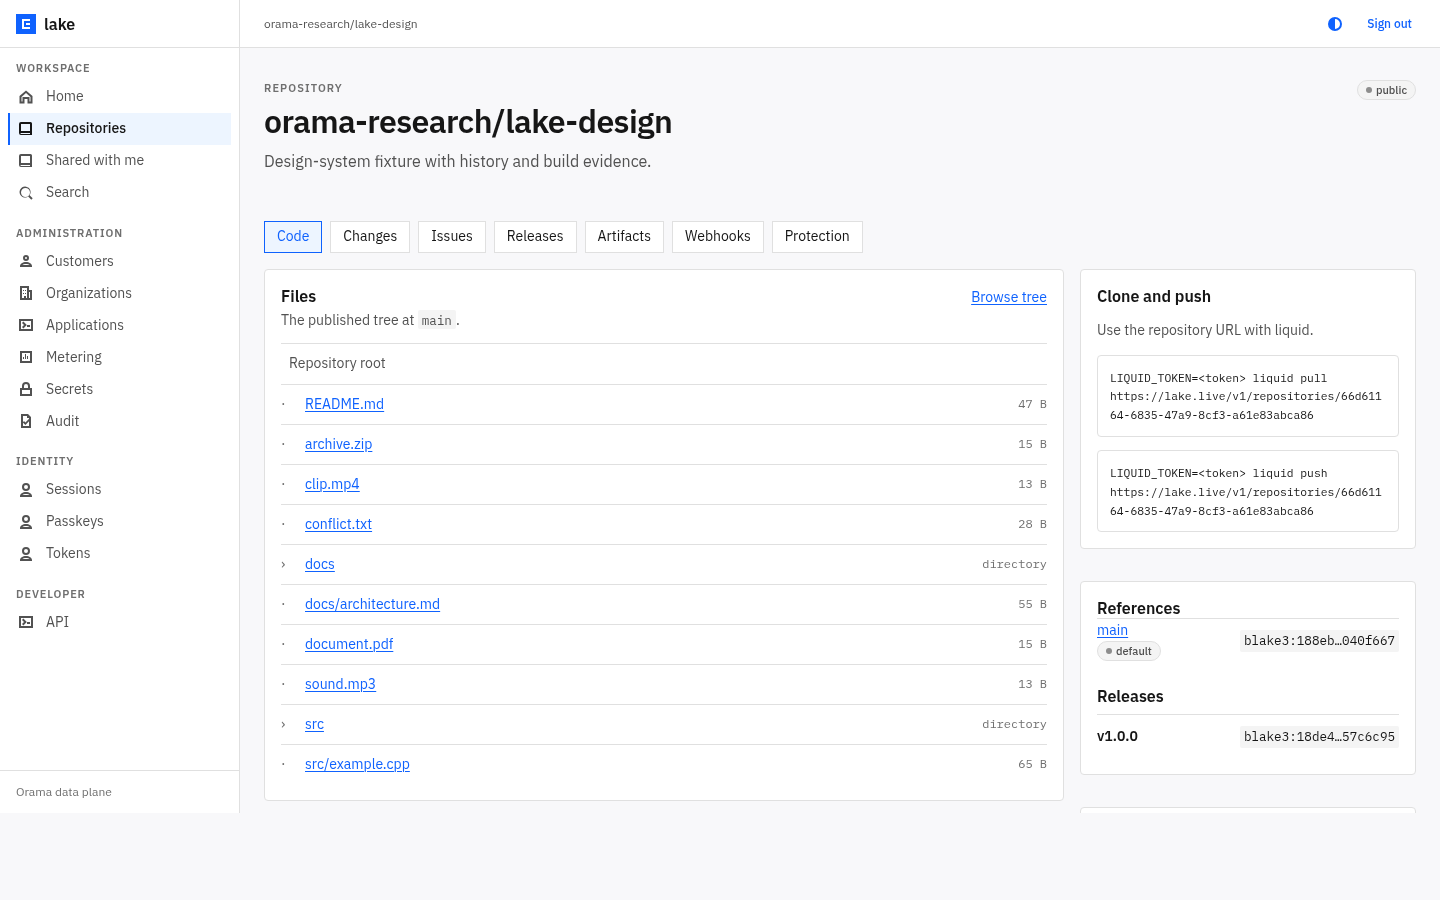 lake
orama-research/lake-design
Sign out
WORKSPACE
Home
Repositories
Shared with me
Search
ADMINISTRATION
Customers
Organizations
Applications
Metering
Secrets
Audit
IDENTITY
Sessions
Passkeys
Tokens
DEVELOPER
API
Orama data plane
REPOSITORY
public
orama-research/lake-design
Design-system fixture with history and build evidence.
Code
Changes
Issues
Releases
Artifacts
Webhooks
Protection
Files
Browse tree
The published tree at main.
Repository root
· README.md 47 B
· archive.zip 15 B
· clip.mp4 13 B
· conflict.txt 28 B
› docs directory
· docs/architecture.md 55 B
· document.pdf 15 B
· sound.mp3 13 B
› src directory
· src/example.cpp 65 B
Clone and push
Use the repository URL with liquid.
LIQUID_TOKEN=<token> liquid pull
https://lake.live/v1/repositories/66d611
64-6835-47a9-8cf3-a61e83abca86
LIQUID_TOKEN=<token> liquid push
https://lake.live/v1/repositories/66d611
64-6835-47a9-8cf3-a61e83abca86
References
main
default
blake3:188eb…040f667
Releases
v1.0.0 blake3:18de4…57c6c95